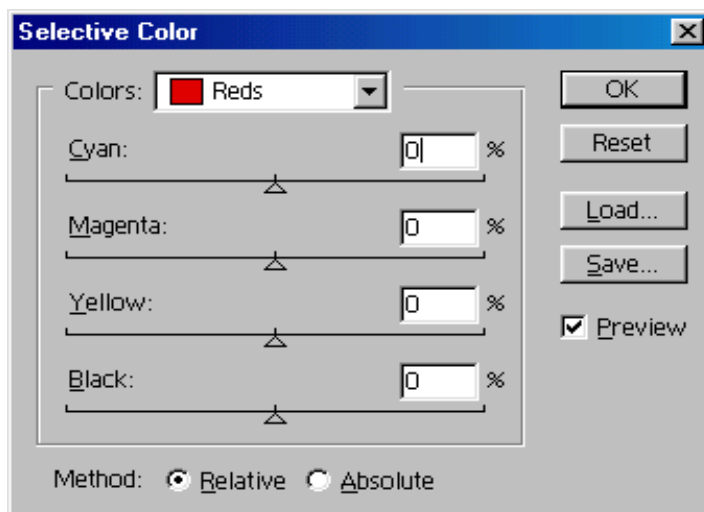 Selective Color
Colors: Reds
OK
Cyan: 0 %
Reset
Magenta: 0 %
Load...
Save...
Yellow: 0 %
Preview
Black: 0 %
Method: Relative Absolute